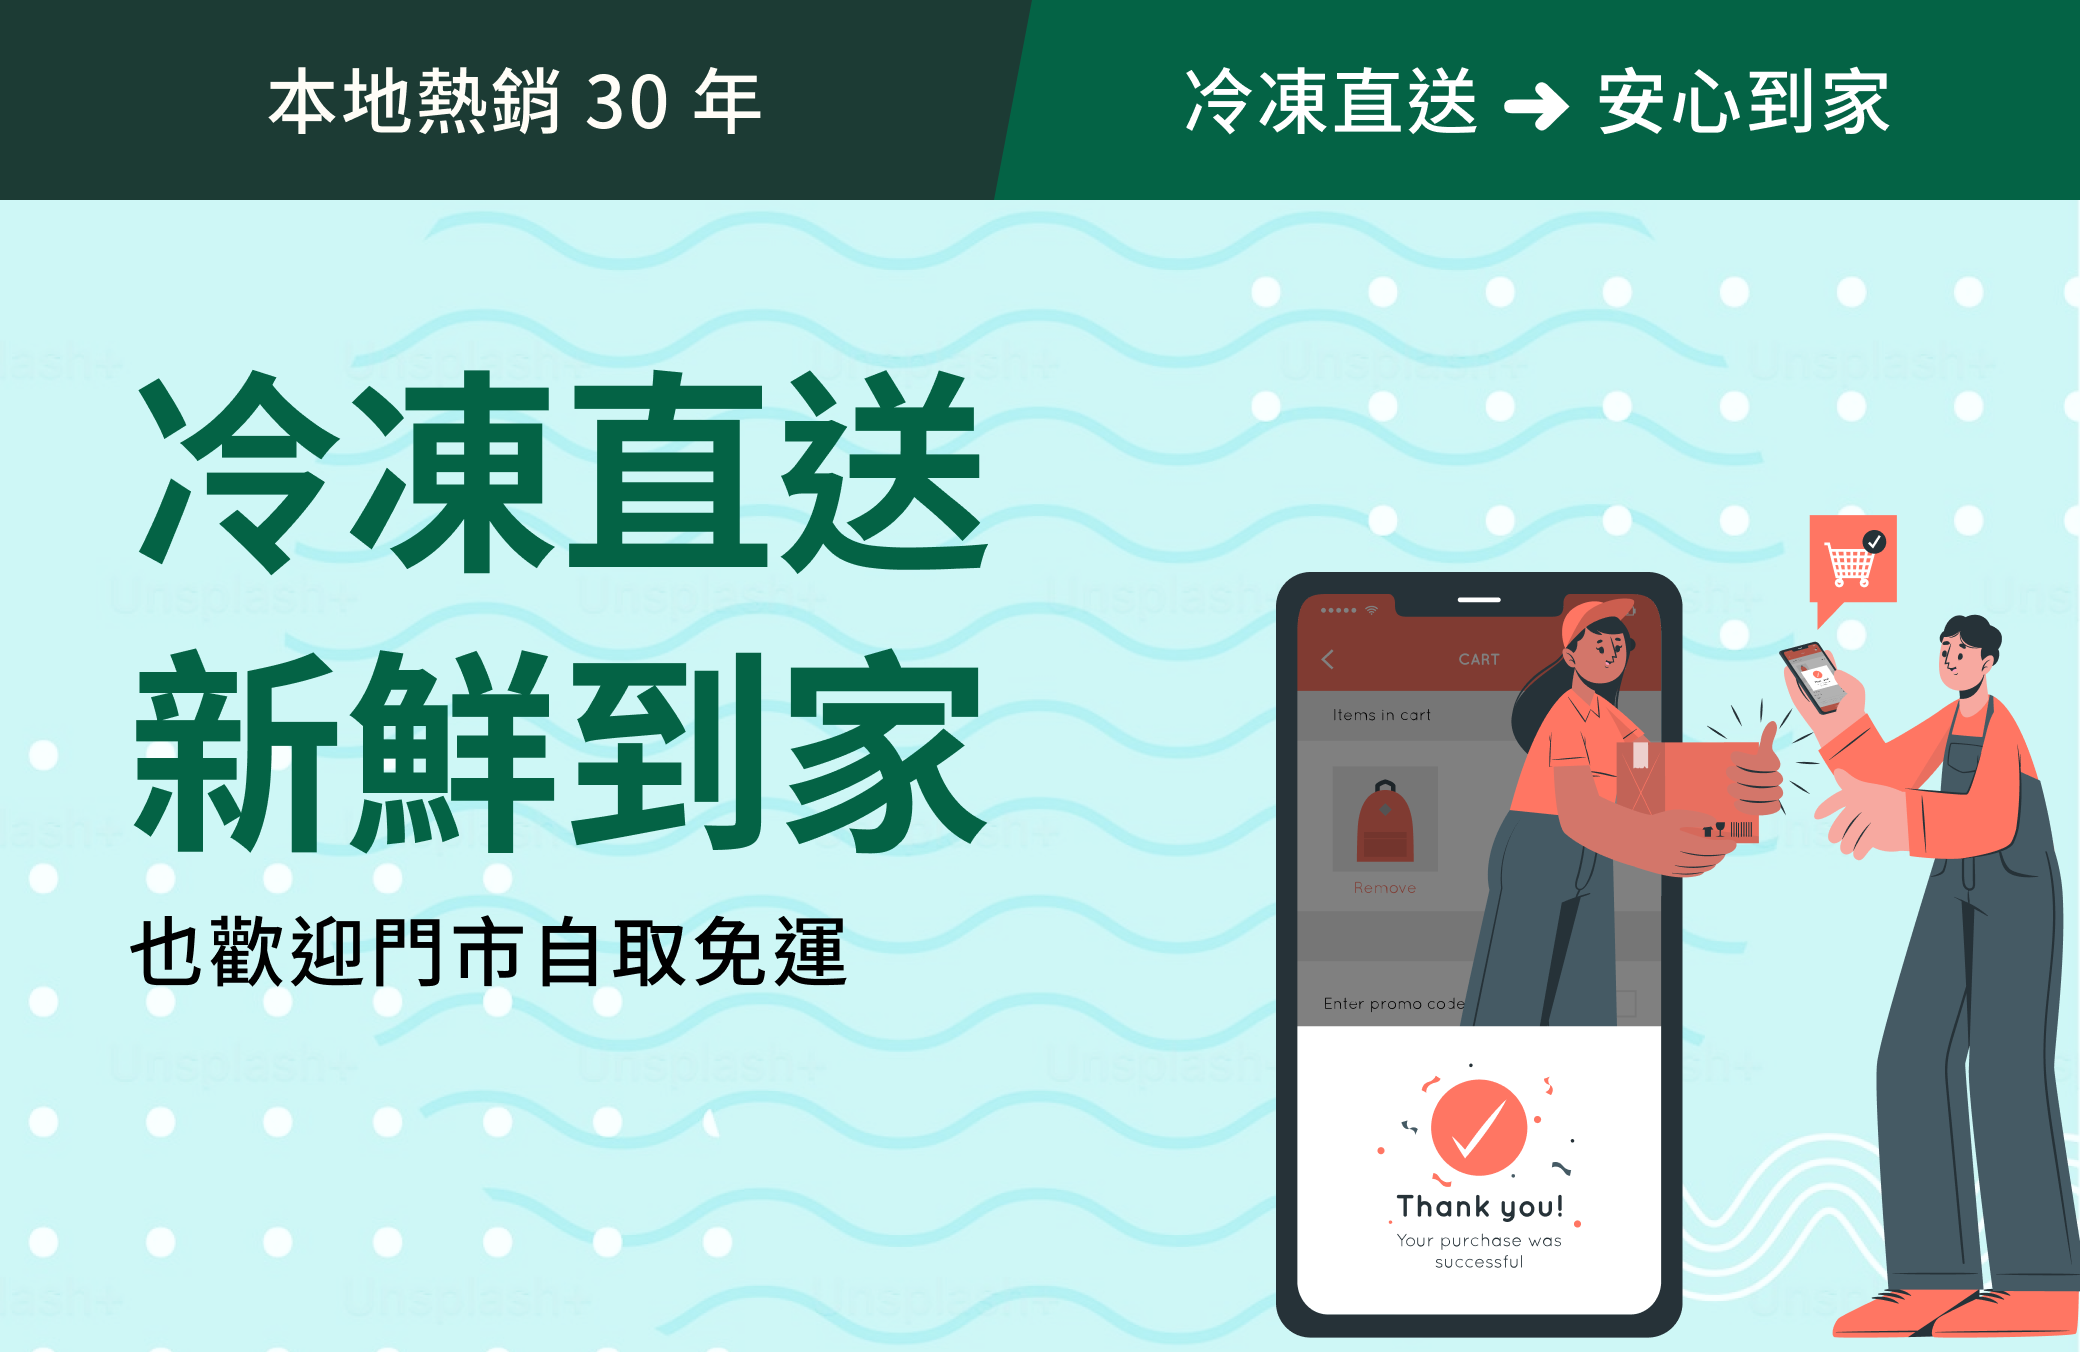 本地熱銷 30 年
冷凍直送 ➜ 安心到家
冷凍直送
新鮮到家
也歡迎門市自取免運
CART
Items in cart
Remove
Enter promo code
Thank you!
Your purchase was
successful
Unsplash+